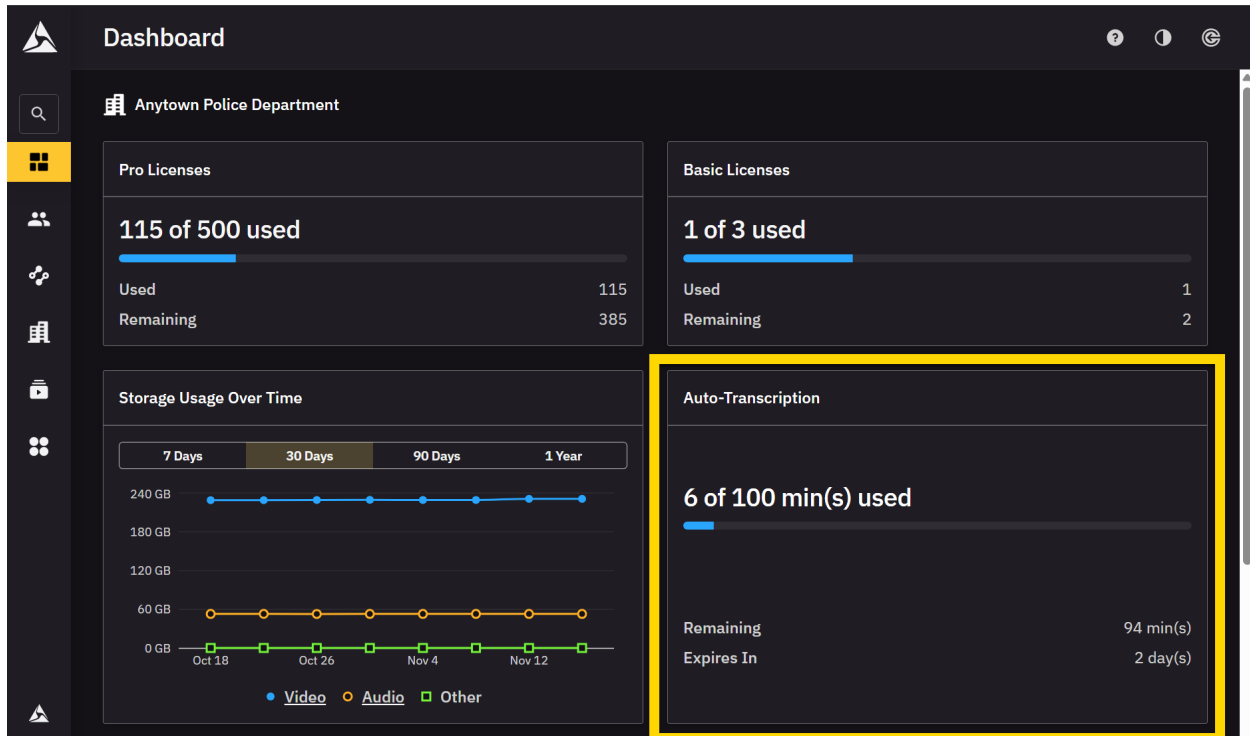 Dashboard
Anytown Police Department
Pro Licenses
115 of 500 used
Used 115
Remaining 385
Basic Licenses
1 of 3 used
Used 1
Remaining 2
Storage Usage Over Time
7 Days 30 Days 90 Days 1 Year
240 GB
180 GB
120 GB
60 GB
0 GB
Oct 18 Oct 26 Nov 4 Nov 12
Video Audio Other
Auto-Transcription
6 of 100 min(s) used
Remaining 94 min(s)
Expires In 2 day(s)